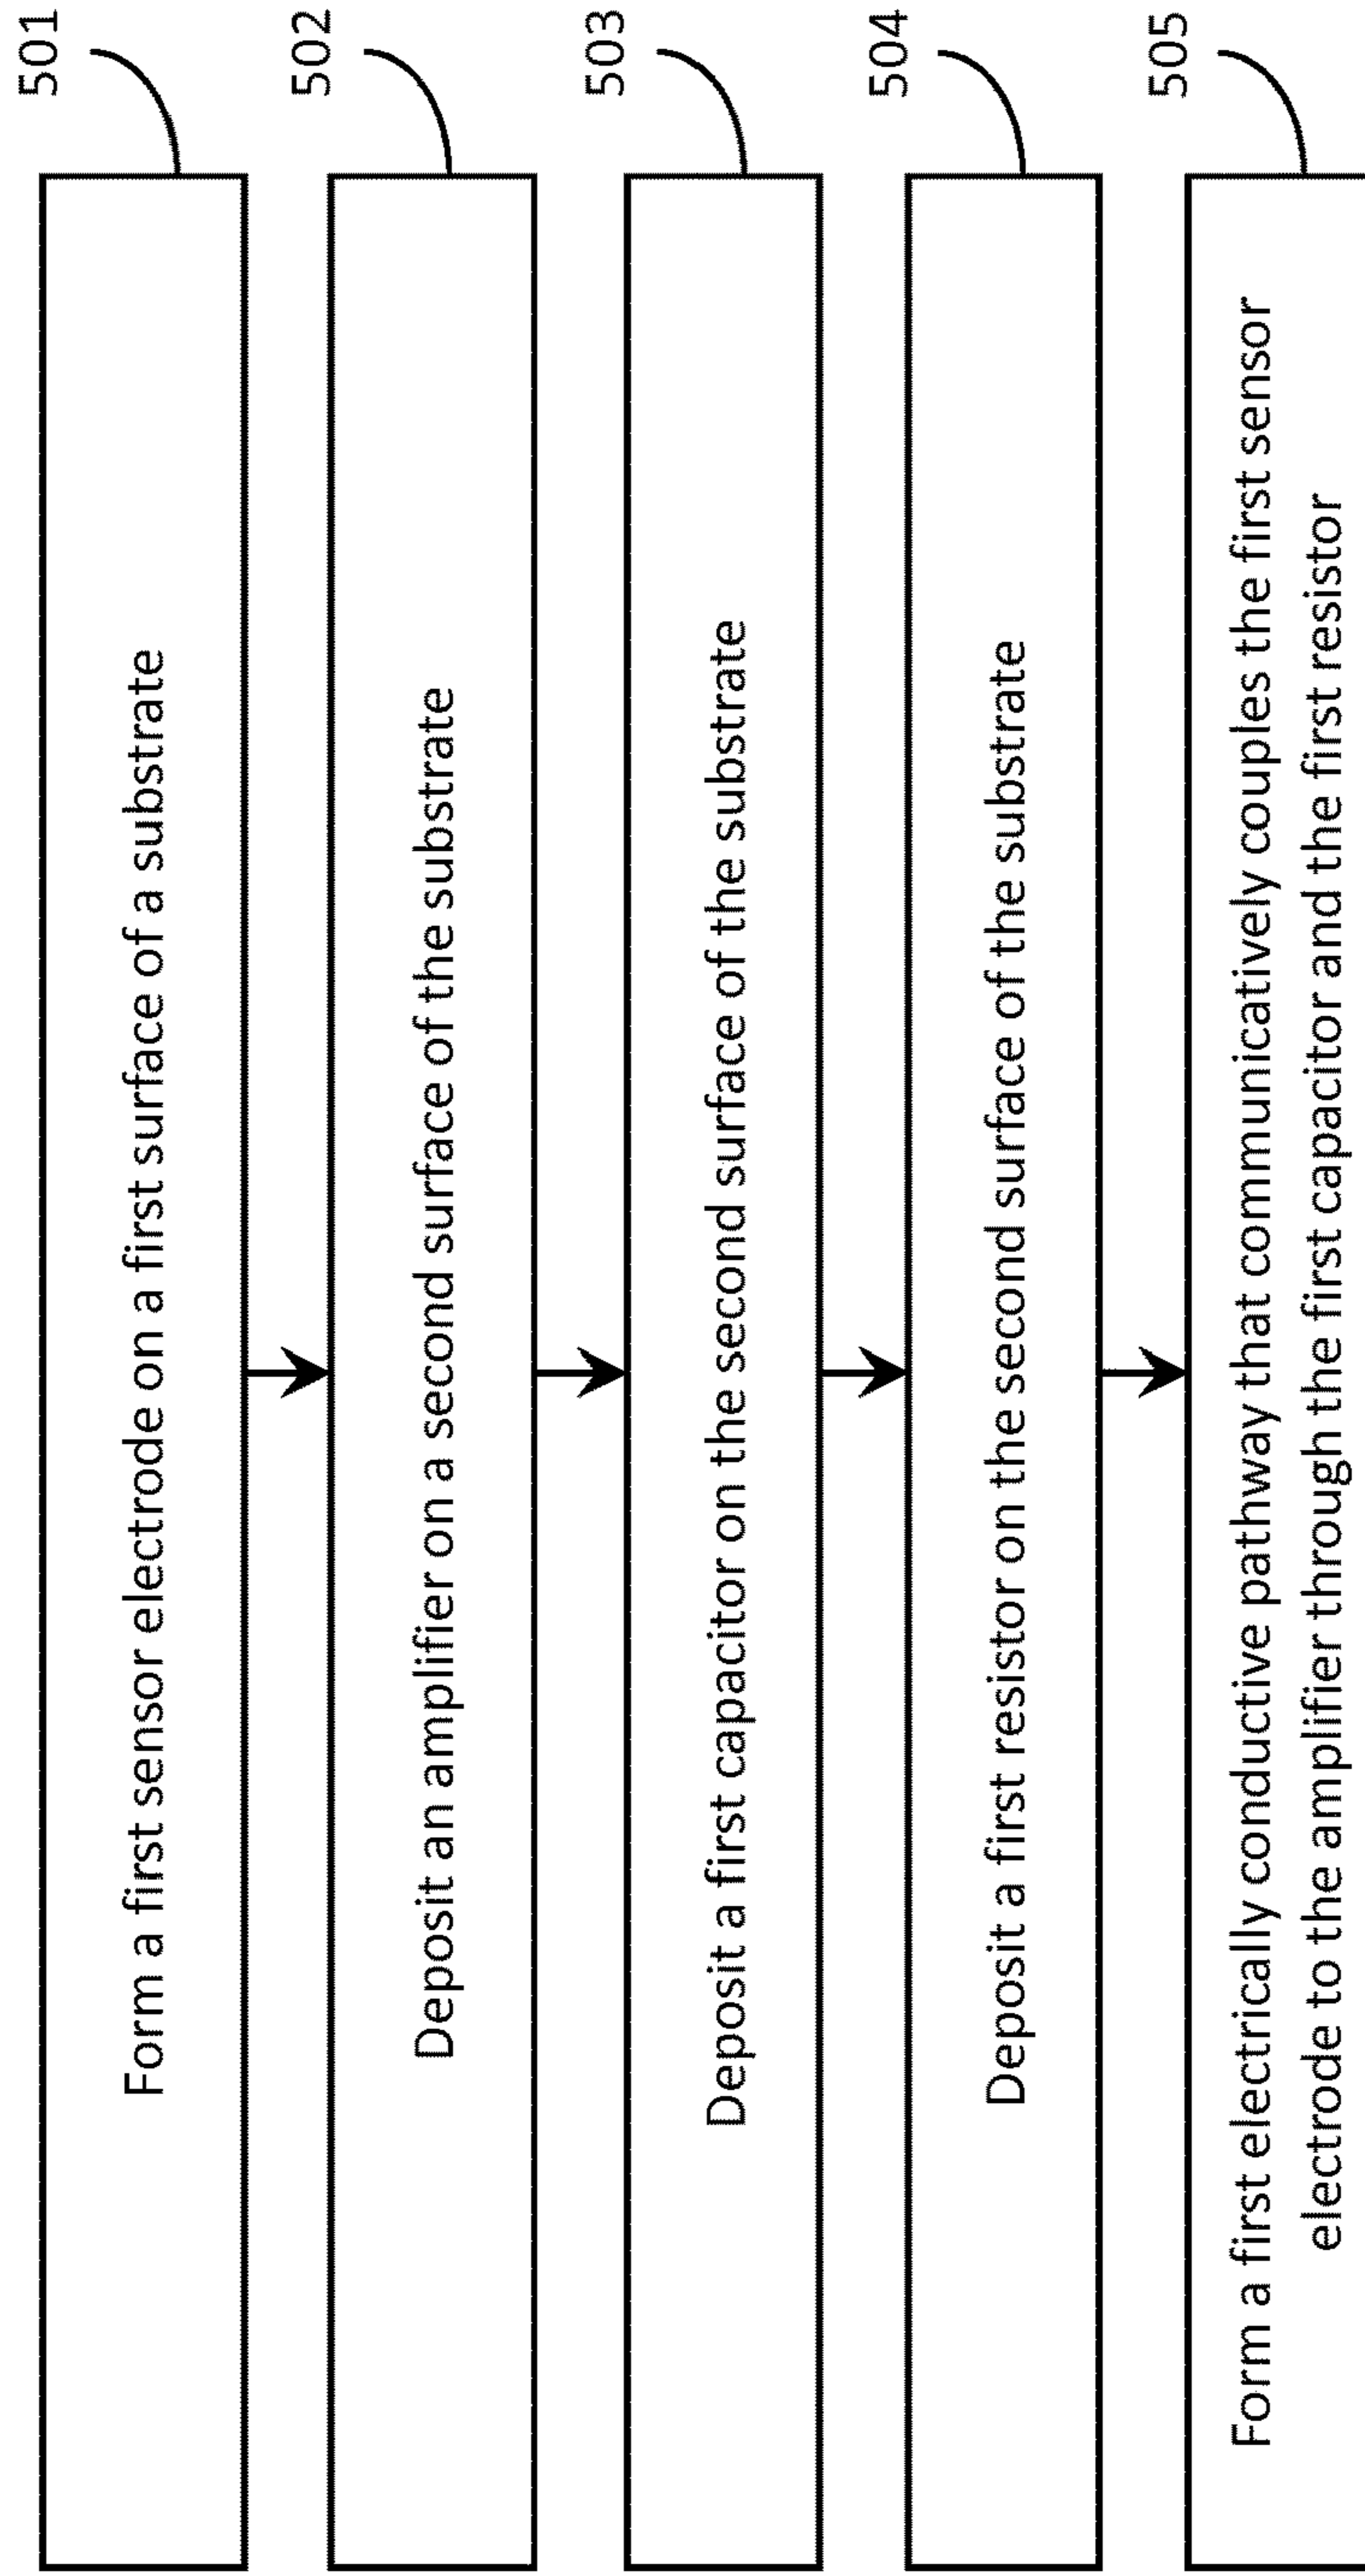 501
Form a first sensor electrode on a first surface of a substrate
502
Deposit an amplifier on a second surface of the substrate
503
Deposit a first capacitor on the second surface of the substrate
504
Deposit a first resistor on the second surface of the substrate
505
Form a first electrically conductive pathway that communicatively couples the first sensor
electrode to the amplifier through the first capacitor and the first resistor